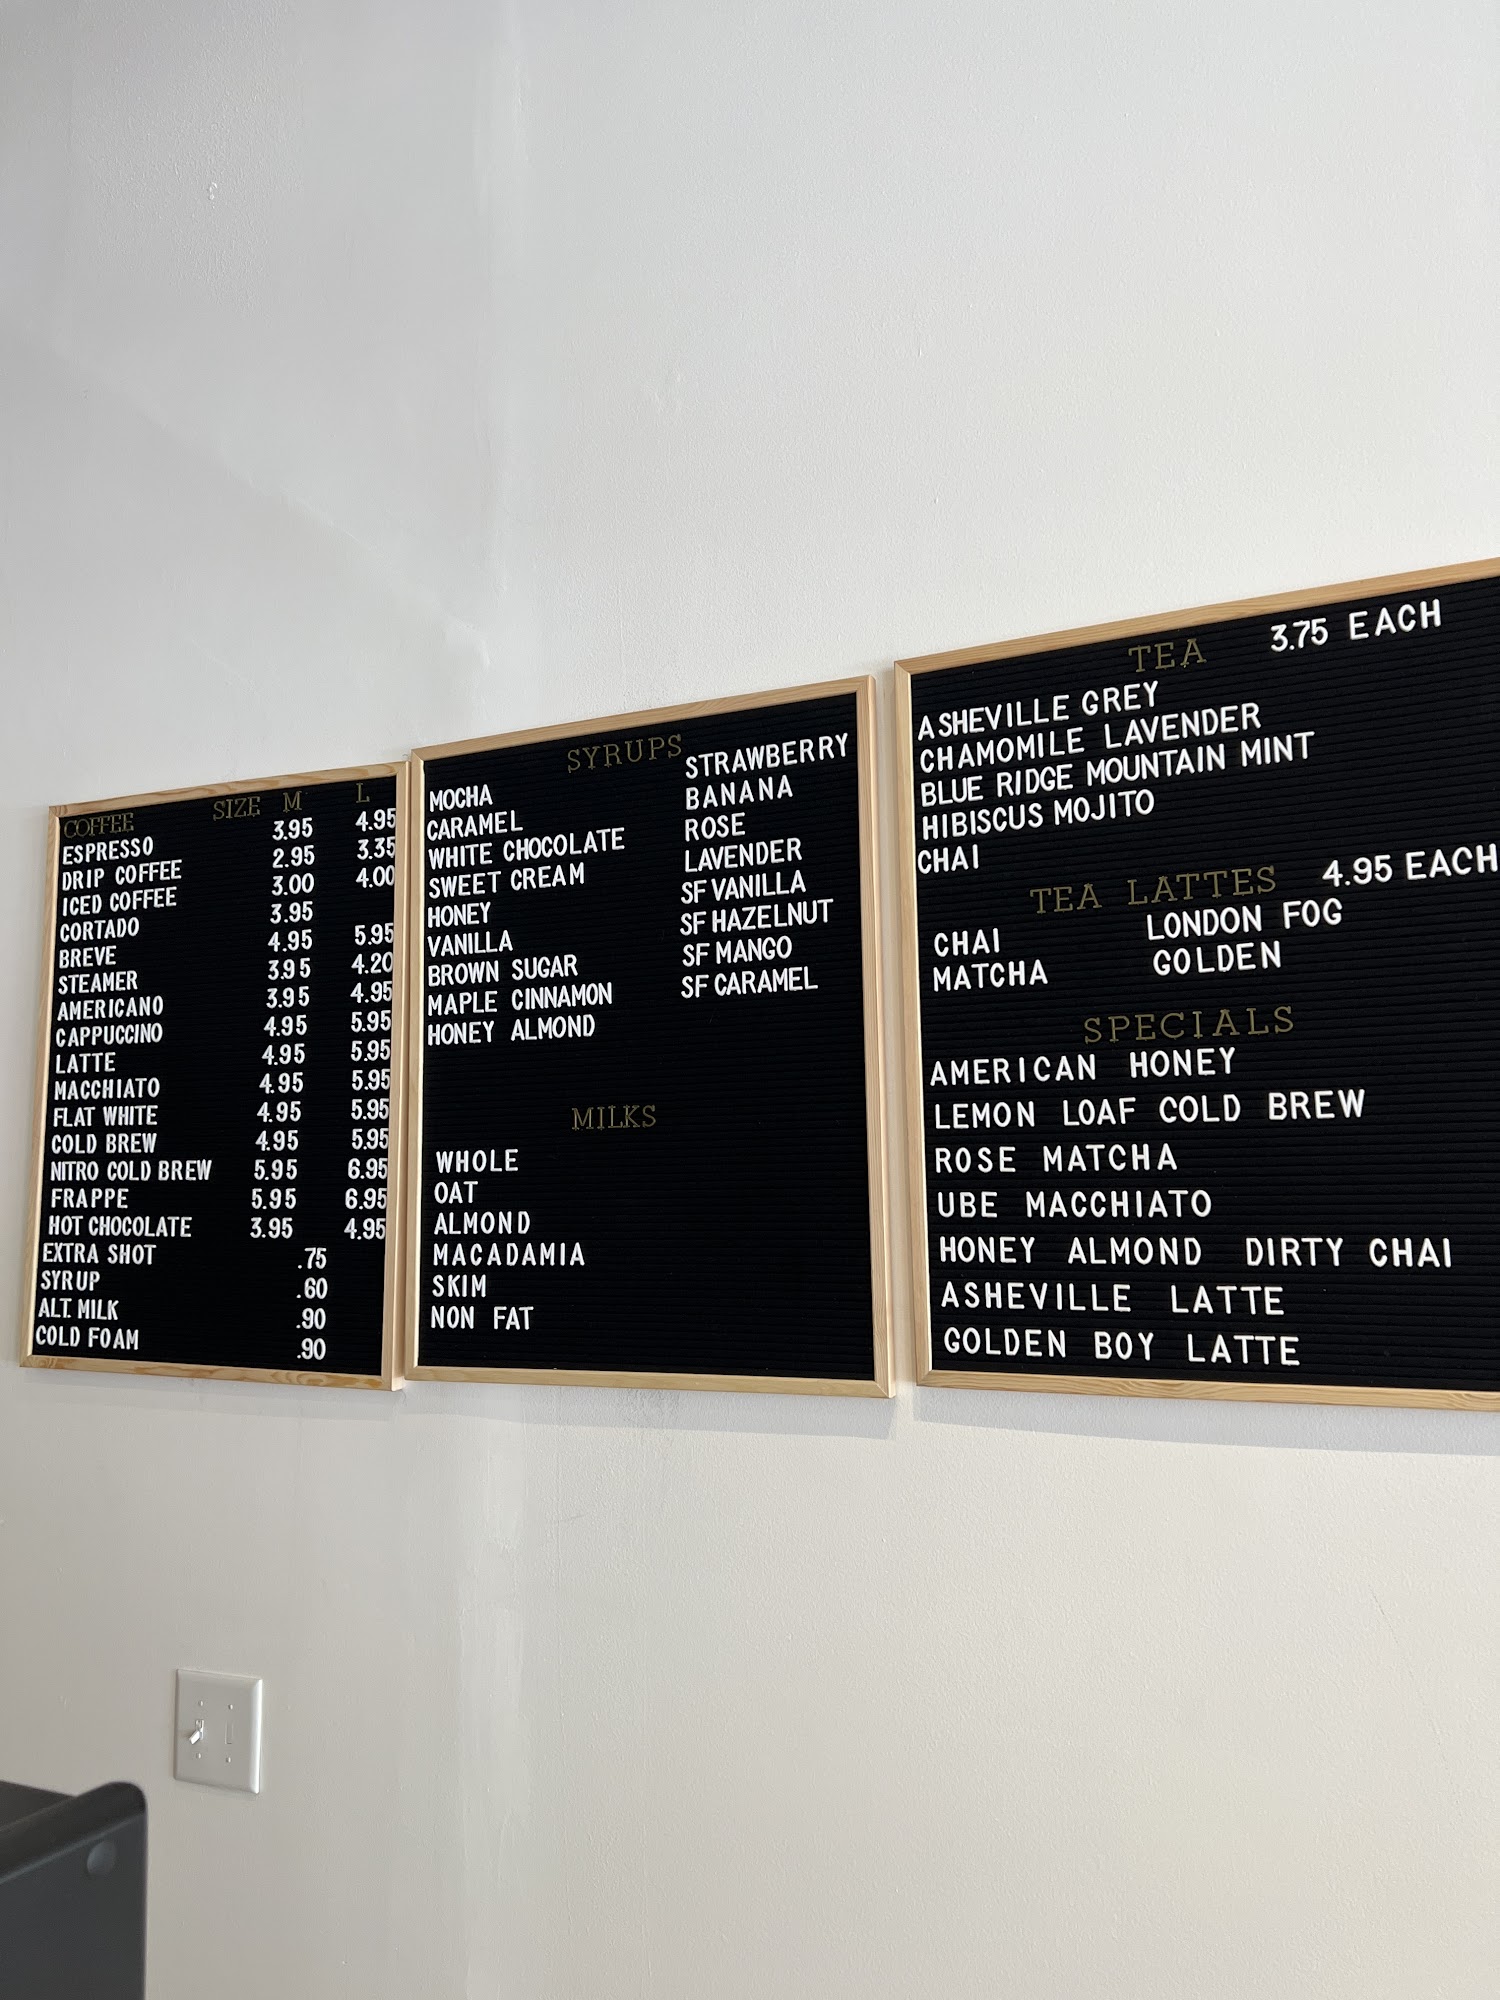 COFFEE SIZE M L
ESPRESSO 3.95 4.95
DRIP COFFEE 2.95 3.35
ICED COFFEE 3.00 4.00
CORTADO 3.95
BREVE 4.95 5.95
STEAMER 3.95 4.20
AMERICANO 3.95 4.95
CAPPUCCINO 4.95 5.95
LATTE 4.95 5.95
MACCHIATO 4.95 5.95
FLAT WHITE 4.95 5.95
COLD BREW 4.95 5.95
NITRO COLD BREW 5.95 6.95
FRAPPE 5.95 6.95
HOT CHOCOLATE 3.95 4.95
EXTRA SHOT .75
SYRUP .60
ALT. MILK .90
COLD FOAM .90
SYRUPS
MOCHA
CARAMEL
WHITE CHOCOLATE
SWEET CREAM
HONEY
VANILLA
BROWN SUGAR
MAPLE CINNAMON
HONEY ALMOND
STRAWBERRY
BANANA
ROSE
LAVENDER
SF VANILLA
SF HAZELNUT
SF MANGO
SF CARAMEL
MILKS
WHOLE
OAT
ALMOND
MACADAMIA
SKIM
NON FAT
TEA 3.75 EACH
ASHEVILLE GREY
CHAMOMILE LAVENDER
BLUE RIDGE MOUNTAIN MINT
HIBISCUS MOJITO
CHAI
TEA LATTES 4.95 EACH
CHAI LONDON FOG
MATCHA GOLDEN
SPECIALS
AMERICAN HONEY
LEMON LOAF COLD BREW
ROSE MATCHA
UBE MACCHIATO
HONEY ALMOND DIRTY CHAI
ASHEVILLE LATTE
GOLDEN BOY LATTE